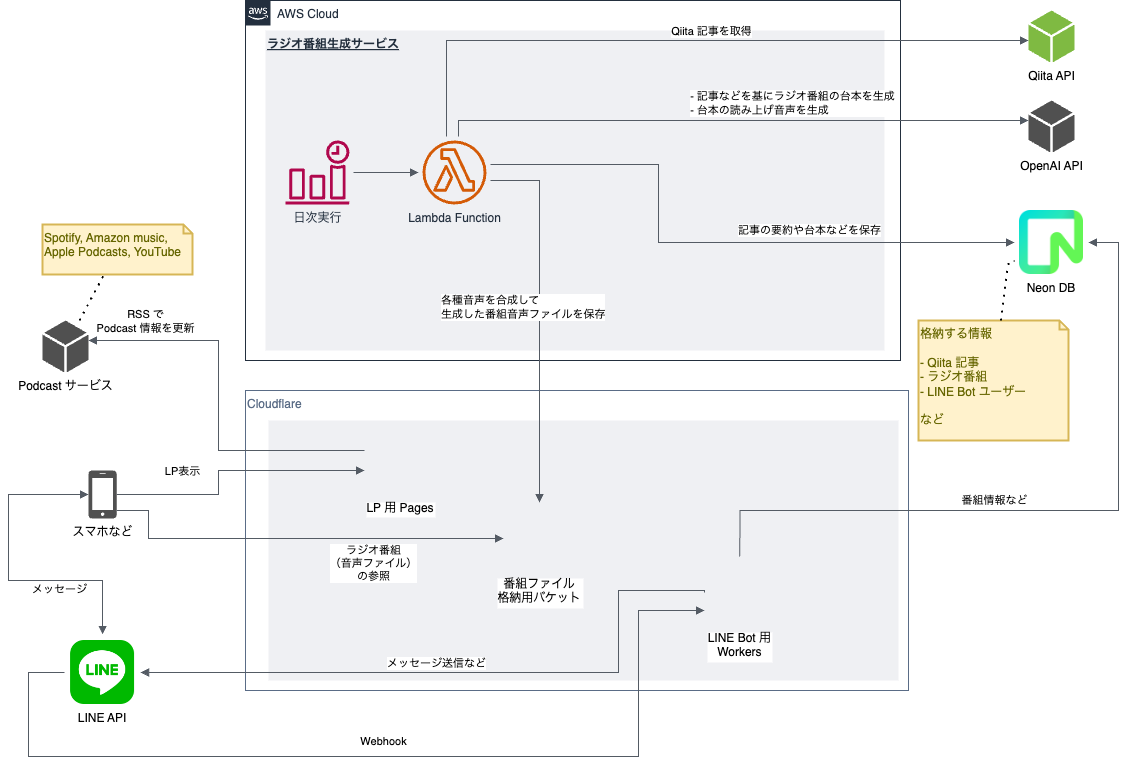 aws
AWS Cloud
ラジオ番組生成サービス
Qiita 記事を取得
Qiita API
- 記事などを基にラジオ番組の台本を生成
- 台本の読み上げ音声を生成
OpenAI API
日次実行
Lambda Function
記事の要約や台本などを保存
Neon DB
Spotify, Amazon music,
Apple Podcasts, YouTube
各種音声を合成して
生成した番組音声ファイルを保存
RSS で
Podcast 情報を更新
Podcast サービス
格納する情報
- Qiita 記事
- ラジオ番組
- LINE Bot ユーザー
など
Cloudflare
LP表示
LP 用 Pages
スマホなど
番組情報など
ラジオ番組
（音声ファイル）
の参照
番組ファイル
格納用バケット
メッセージ
LINE Bot 用
Workers
メッセージ送信など
LINE
LINE API
Webhook